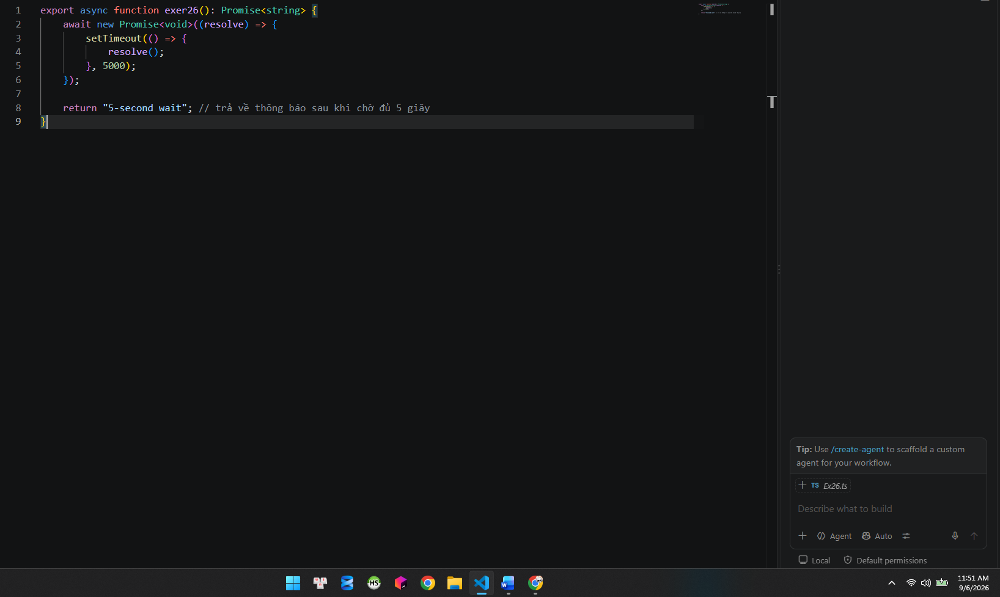 1 export async function exer26(): Promise<string> {
2 await new Promise<void>((resolve) => {
3 setTimeout(() => {
4 resolve();
5 }, 5000);
6 });
7
8 return "5-second wait"; // trả về thông báo sau khi chờ đủ 5 giây
9 }
Tip: Use /create-agent to scaffold a custom
agent for your workflow.
TS Ex26.ts
Describe what to build
Agent Auto
Local Default permissions
HS
W
11:51 AM
9/6/2026